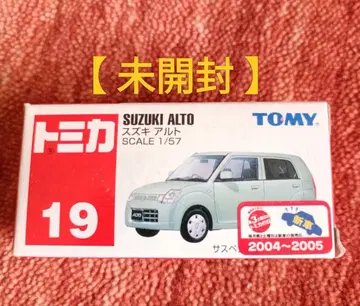 【 未開封 】
トミカ
19
SUZUKI ALTO
スズキ アルト
SCALE 1/57
TOMY
サスペ
新車
2004～2005